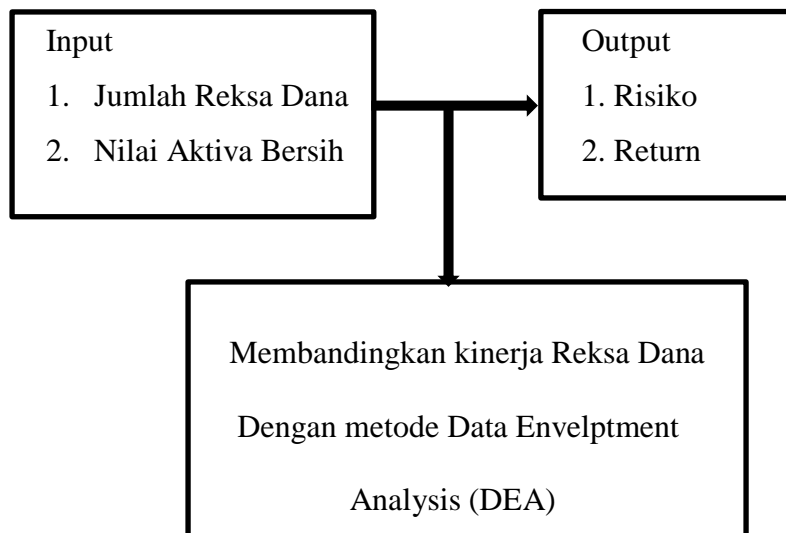 Input
1. Jumlah Reksa Dana
2. Nilai Aktiva Bersih
Output
1. Risiko
2. Return
Membandingkan kinerja Reksa Dana
Dengan metode Data Envelptment
Analysis (DEA)